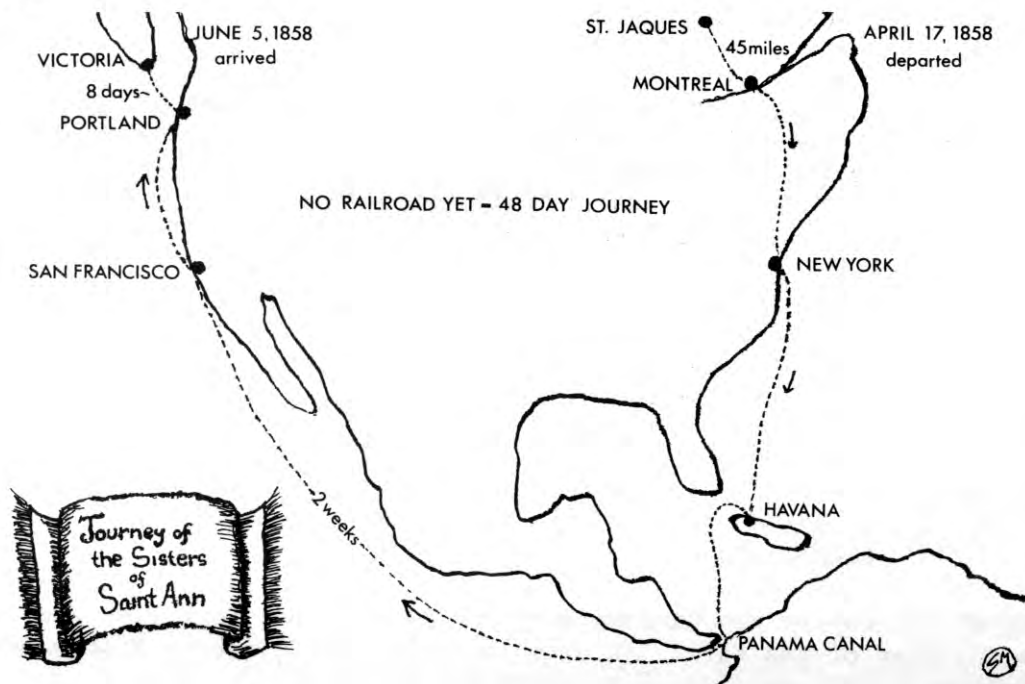 JUNE 5, 1858
arrived
VICTORIA
8 days~
PORTLAND
SAN FRANCISCO
ST. JAQUES
45 miles
MONTREAL
APRIL 17, 1858
departed
NO RAILROAD YET – 48 DAY JOURNEY
NEW YORK
HAVANA
PANAMA CANAL
~2 weeks
Journey of
the Sisters
of
Saint Ann
SM